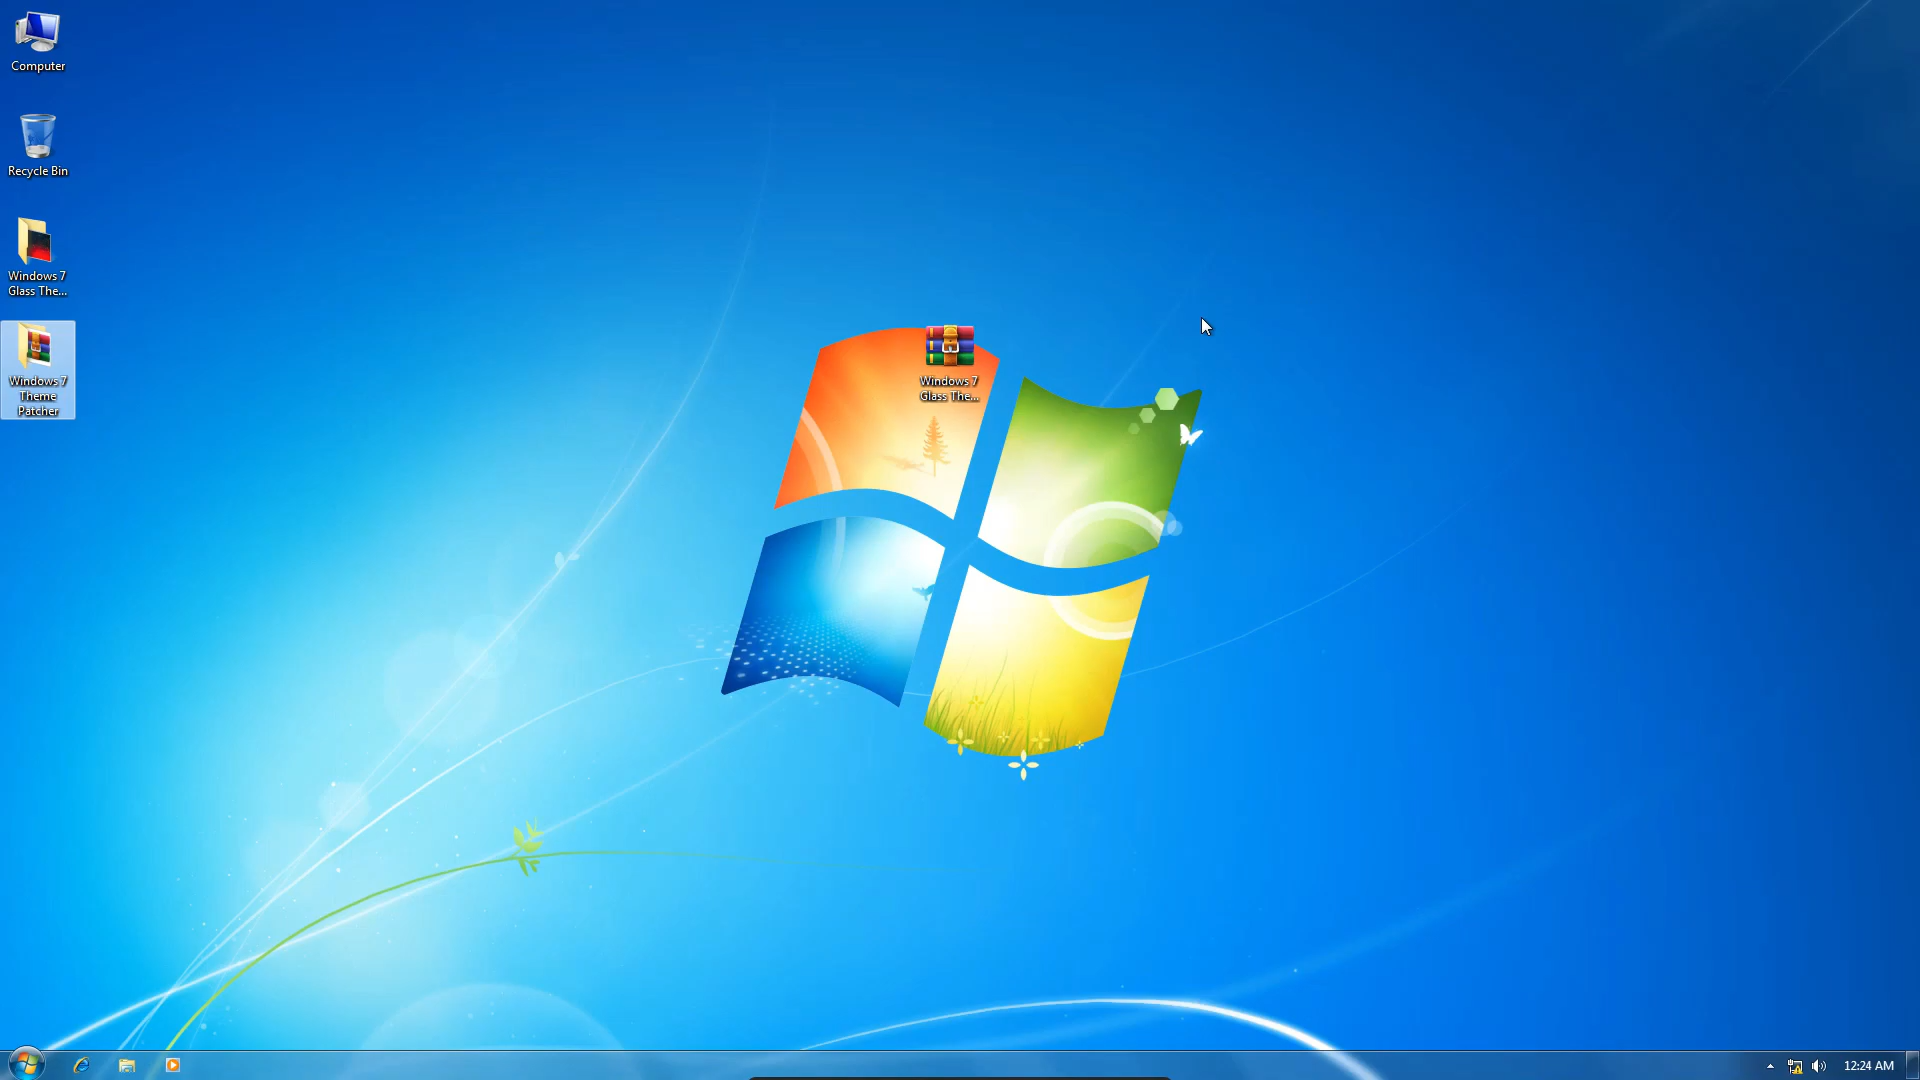 Computer
Recycle Bin
Windows 7
Glass The...
Windows 7
Theme
Patcher
Windows 7
Glass The...
12:24 AM